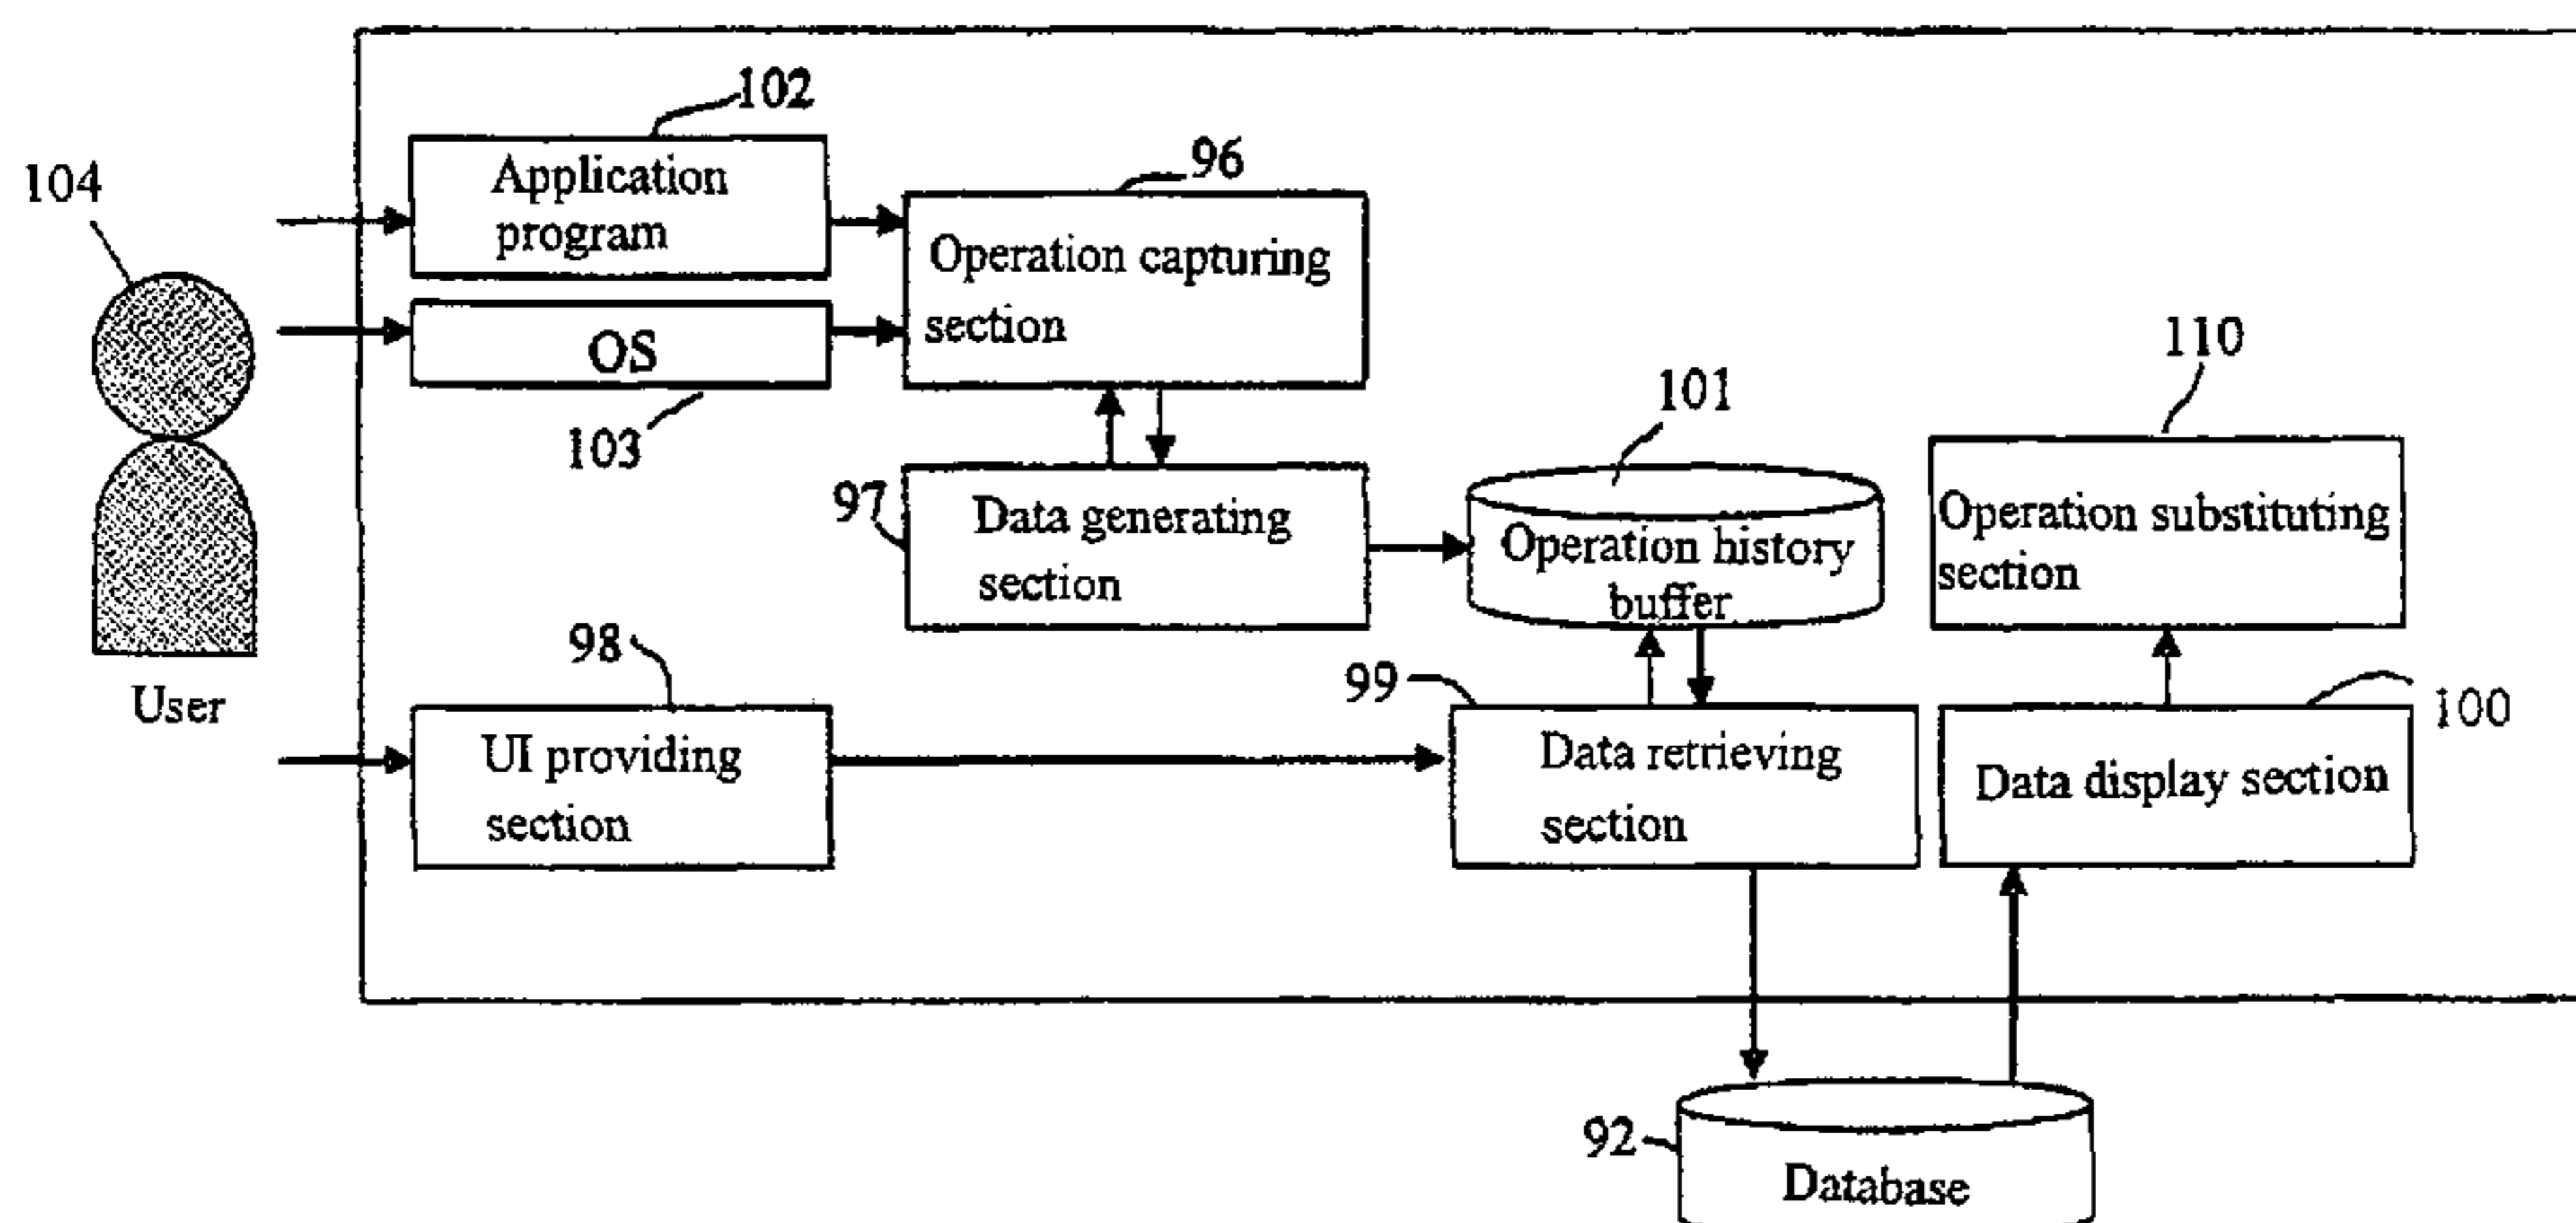 102
Application
program
104
96
Operation capturing
section
OS
103
110
101
97
Data generating
section
Operation history
buffer
Operation substituting
section
98
99
100
User
UI providing
section
Data retrieving
section
Data display section
92
Database